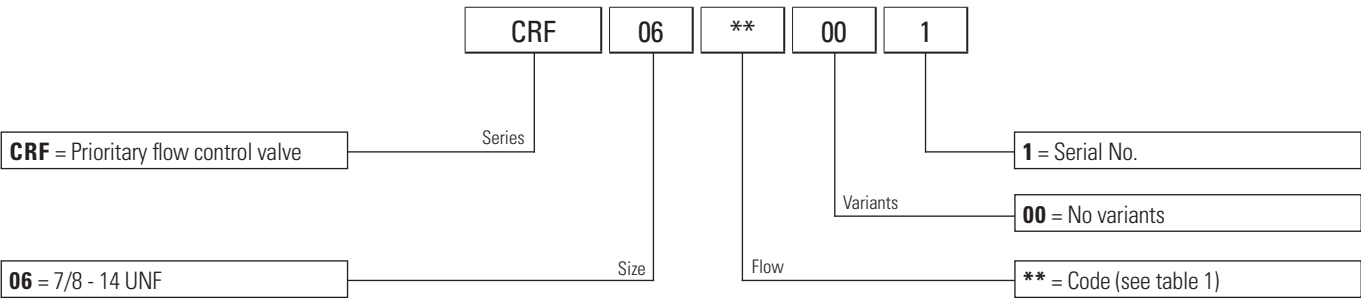 CRF 06 ** 00 1
Series
CRF = Prioritary flow control valve
1 = Serial No.
Variants
00 = No variants
Size
Flow
06 = 7/8 - 14 UNF
** = Code (see table 1)